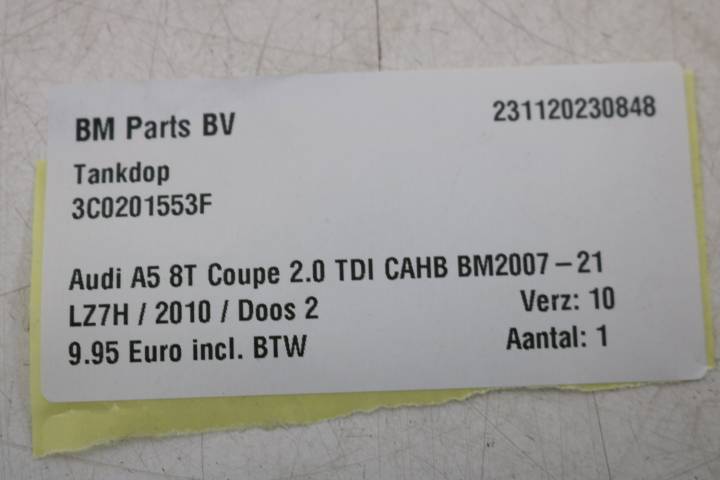 BM Parts BV
231120230848
Tankdop
3C0201553F
Audi A5 8T Coupe 2.0 TDI CAHB BM2007-21
LZ7H / 2010 / Doos 2
Verz: 10
9.95 Euro incl. BTW
Aantal: 1